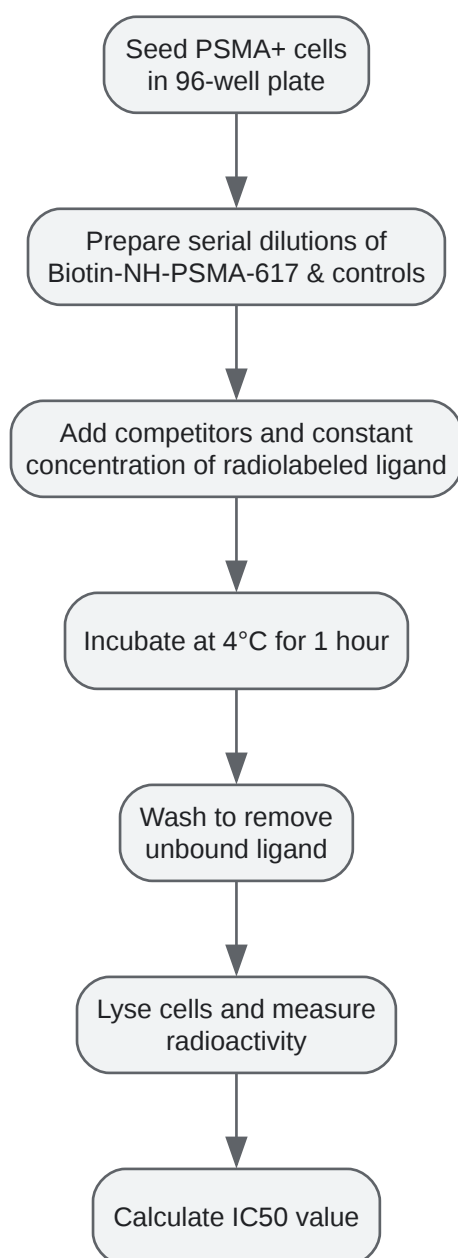 Seed PSMA+ cells
in 96-well plate
Prepare serial dilutions of
Biotin-NH-PSMA-617 & controls
Add competitors and constant
concentration of radiolabeled ligand
Incubate at 4°C for 1 hour
Wash to remove
unbound ligand
Lyse cells and measure
radioactivity
Calculate IC50 value